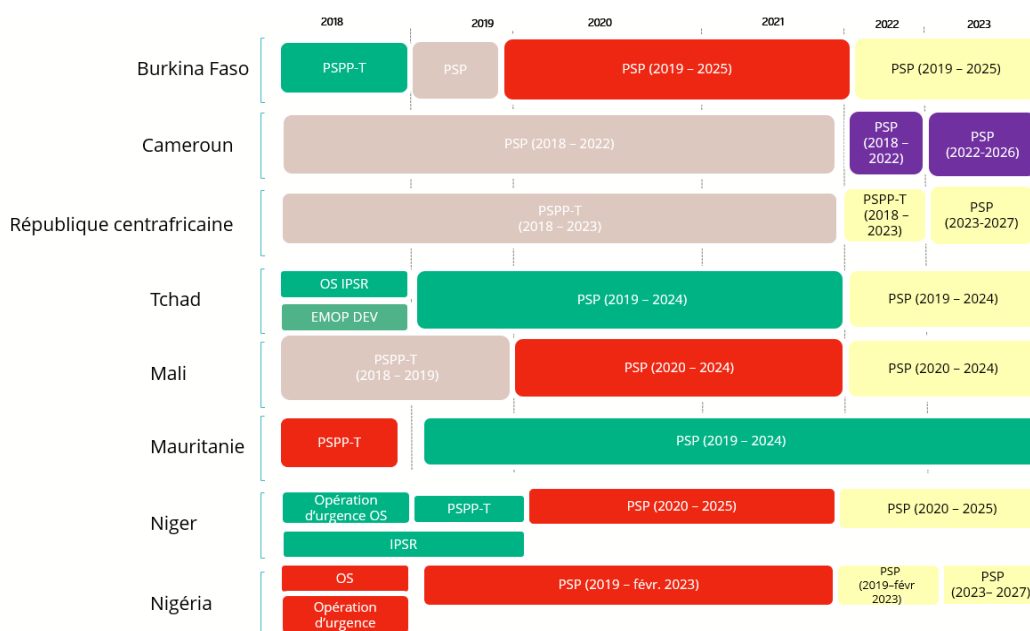 2018 2019 2020 2021 2022 2023
Burkina Faso
PSPP-T
PSP
PSP (2019 – 2025)
PSP (2019 – 2025)
Cameroun
PSP (2018 – 2022)
PSP
(2018 –
2022)
PSP
(2022-2026)
République centrafricaine
PSPP-T
(2018 – 2023)
PSPP-T
(2018 –
2023)
PSP
(2023-2027)
Tchad
OS IPSR
EMOP DEV
PSP (2019 – 2024)
PSP (2019 – 2024)
Mali
PSPP-T
(2018 – 2019)
PSP (2020 – 2024)
PSP (2020 – 2024)
Mauritanie
PSPP-T
PSP (2019 – 2024)
Niger
Opération
d'urgence OS
PSPP-T
IPSR
PSP (2020 – 2025)
PSP (2020 – 2025)
Nigéria
OS
Opération
d'urgence
PSP (2019 – févr. 2023)
PSP
(2019–févr
2023)
PSP
(2023– 2027)